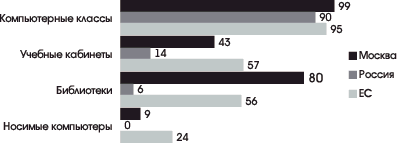 99
Компьютерные классы 90
95
43
Учебные кабинеты 14
57
Москва
80
Россия
Библиотеки 6
ЕС
56
9
Носимые компьютеры 0
24